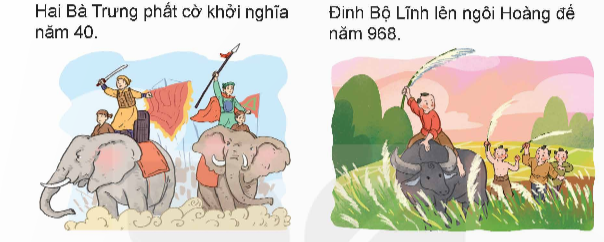 Hai Bà Trưng phất cờ khởi nghĩa
năm 40.
Đinh Bộ Lĩnh lên ngôi Hoàng đế
năm 968.